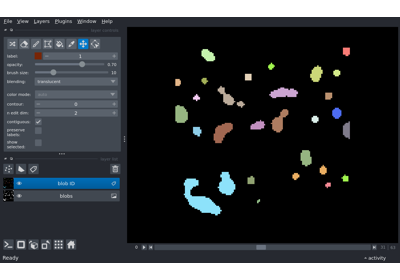 File View Layers Plugins Window Help
label: 1
opacity: 0.70
brush size: 10
blending: translucent
color mode:
contour: 0
n edit dim: 2
contiguous:
preserve labels:
show selected:
blob ID
blobs
0
Ready
activity